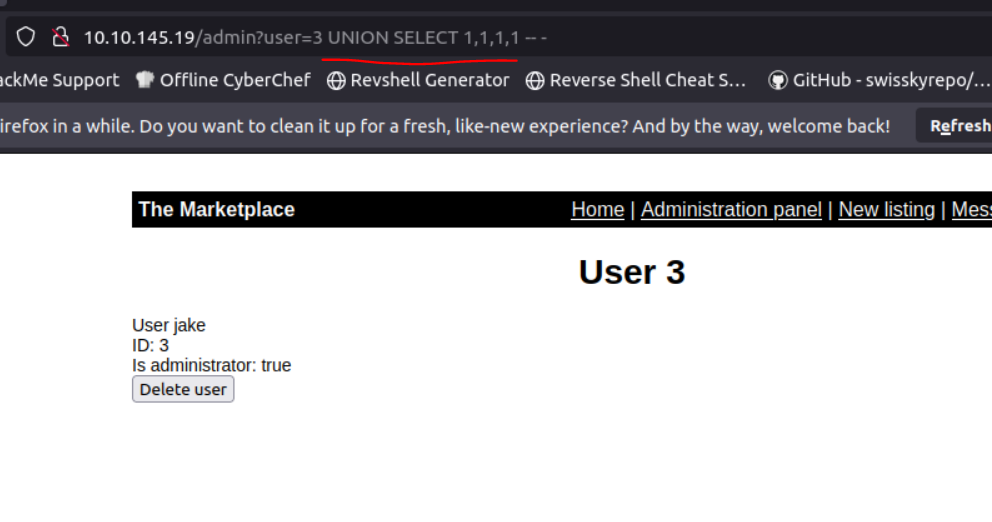 10.10.145.19/admin?user=3 UNION SELECT 1,1,1,1 -- -
ackMe Support Offline CyberChef Revshell Generator Reverse Shell Cheat S... GitHub - swisskyrepo/...
irefox in a while. Do you want to clean it up for a fresh, like-new experience? And by the way, welcome back! Refresh
The Marketplace Home | Administration panel | New listing | Mess
User 3
User jake
ID: 3
Is administrator: true
Delete user